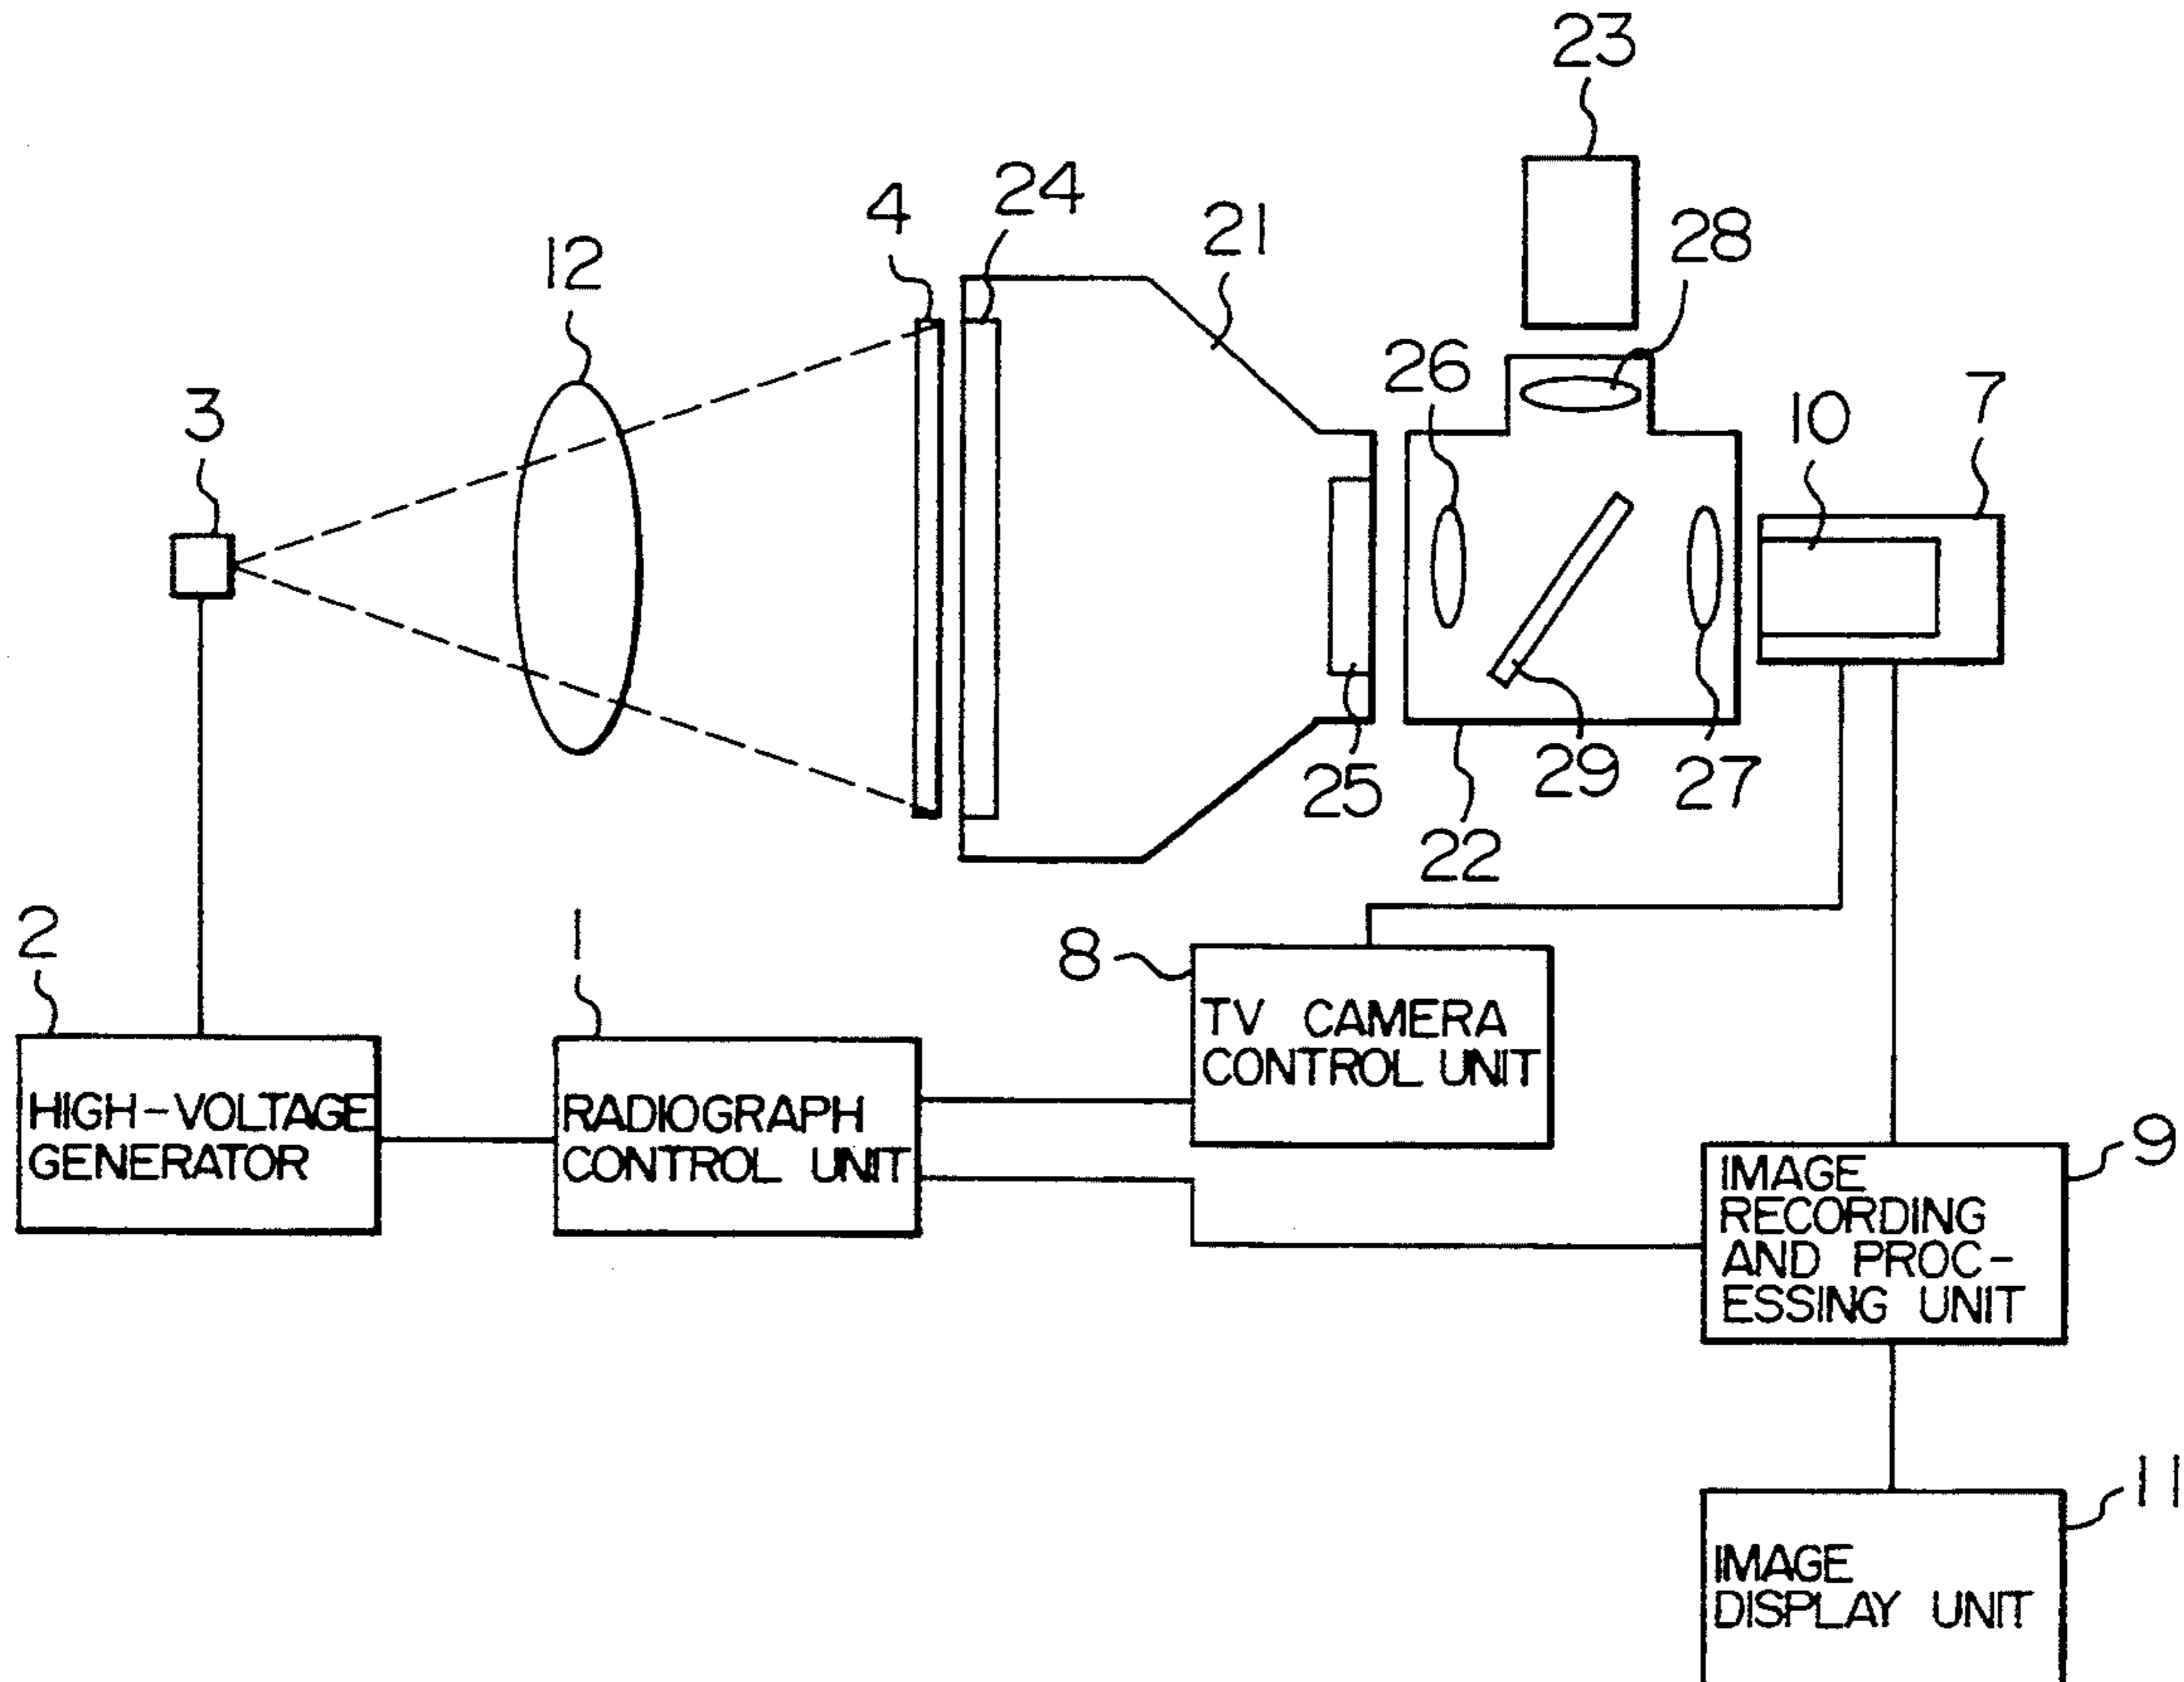 23
24
4
21
28
12
26
7
3
10
29
25
27
22
2
1
8
TV CAMERA
CONTROL UNIT
HIGH-VOLTAGE
GENERATOR
RADIOGRAPH
CONTROL UNIT
9
IMAGE
RECORDING
AND PROC-
ESSING UNIT
11
IMAGE
DISPLAY UNIT